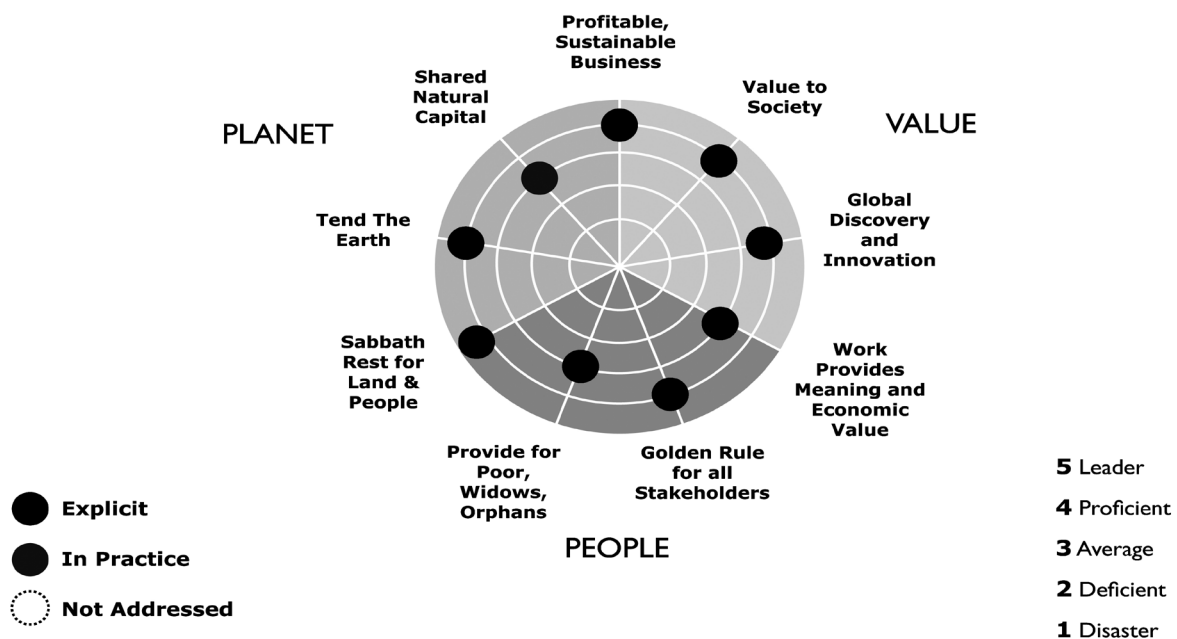 Profitable,
Sustainable
Business
Shared
Natural
Capital
Value to
Society
PLANET
VALUE
Tend The
Earth
Global
Discovery
and
Innovation
Sabbath
Rest for
Land &
People
Work
Provides
Meaning and
Economic
Value
Provide for
Poor,
Widows,
Orphans
Golden Rule
for all
Stakeholders
PEOPLE
Explicit
In Practice
Not Addressed
5 Leader
4 Proficient
3 Average
2 Deficient
1 Disaster